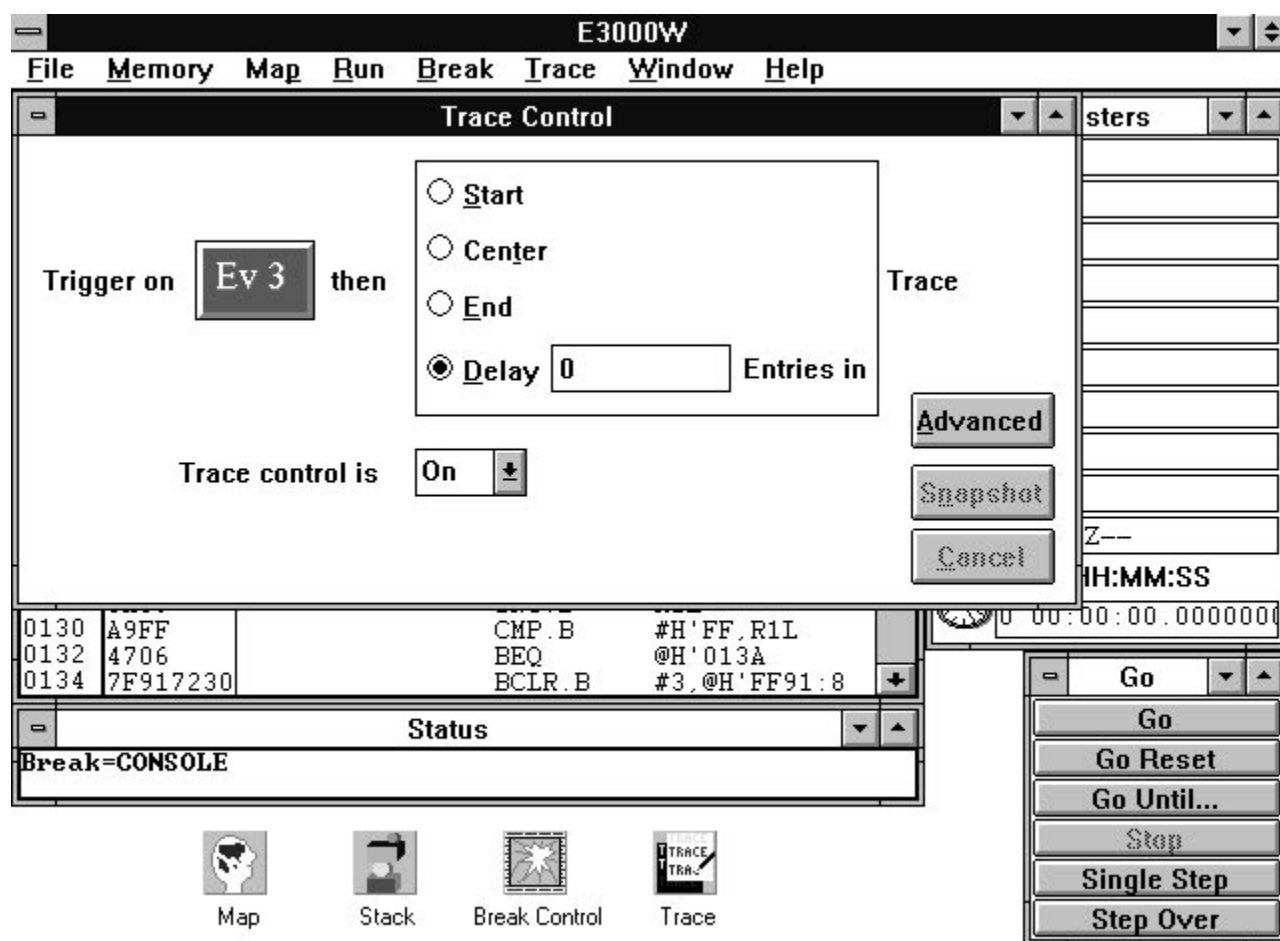 E3000W
File Memory Map Run Break Trace Window Help
Trace Control
sters
Start
Center
Trigger on Ev 3 then
Trace
End
Delay 0 Entries in
Advanced
Trace control is On
Snapshot
Cancel
Z--
HH:MM:SS
0 00:00:00.000000
0130 A9FF CMP.B #H'FF,R1L
0132 4706 BEQ @H'013A
0134 7F917230 BCLR.B #3,@H'FF91:8
Status
Break=CONSOLE
Go
Go
Go Reset
Go Until...
Stop
Single Step
Step Over
Map
Stack
Break Control
TRACE
Trace